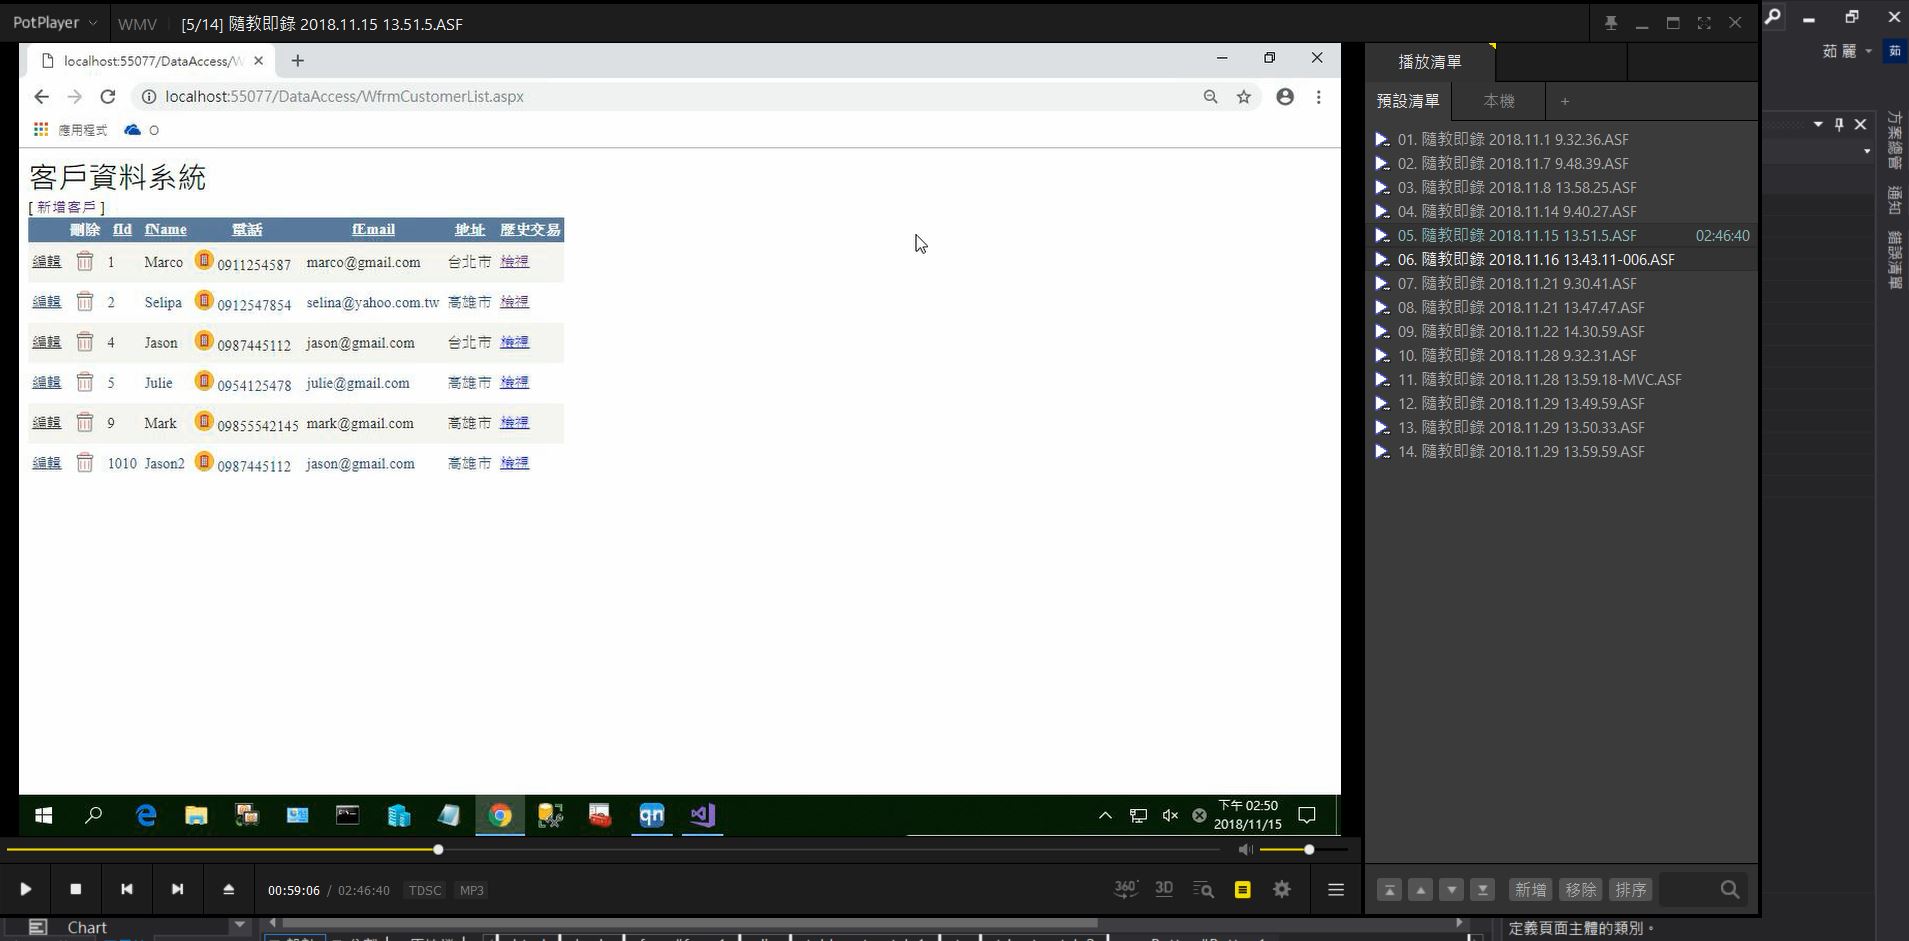 PotPlayer WMV [5/14] 隨教即錄 2018.11.15 13.51.5.ASF
localhost:55077/DataAccess/W
localhost:55077/DataAccess/WfrmCustomerList.aspx
應用程式 O
客戶資料系統
[ 新增客戶 ]
刪除 fId fName 電話 fEmail 地址 歷史交易
編輯 1 Marco 0911254587 marco@gmail.com 台北市 檢視
編輯 2 Selipa 0912547854 selina@yahoo.com.tw 高雄市 檢視
編輯 4 Jason 0987445112 jason@gmail.com 台北市 檢視
編輯 5 Julie 0954125478 julie@gmail.com 高雄市 檢視
編輯 9 Mark 09855542145 mark@gmail.com 高雄市 檢視
編輯 1010 Jason2 0987445112 jason@gmail.com 高雄市 檢視
qn
下午 02:50
2018/11/15
00:59:06 / 02:46:40 TDSC MP3
360° 3D
播放清單
預設清單 本機 +
01. 隨教即錄 2018.11.1 9.32.36.ASF
02. 隨教即錄 2018.11.7 9.48.39.ASF
03. 隨教即錄 2018.11.8 13.58.25.ASF
04. 隨教即錄 2018.11.14 9.40.27.ASF
05. 隨教即錄 2018.11.15 13.51.5.ASF 02:46:40
06. 隨教即錄 2018.11.16 13.43.11-006.ASF
07. 隨教即錄 2018.11.21 9.30.41.ASF
08. 隨教即錄 2018.11.21 13.47.47.ASF
09. 隨教即錄 2018.11.22 14.30.59.ASF
10. 隨教即錄 2018.11.28 9.32.31.ASF
11. 隨教即錄 2018.11.28 13.59.18-MVC.ASF
12. 隨教即錄 2018.11.29 13.49.59.ASF
13. 隨教即錄 2018.11.29 13.50.33.ASF
14. 隨教即錄 2018.11.29 13.59.59.ASF
新增 移除 排序
茹 麗 茹
方案總管
通知
錯誤清單
Chart
定義頁面主體的類別。